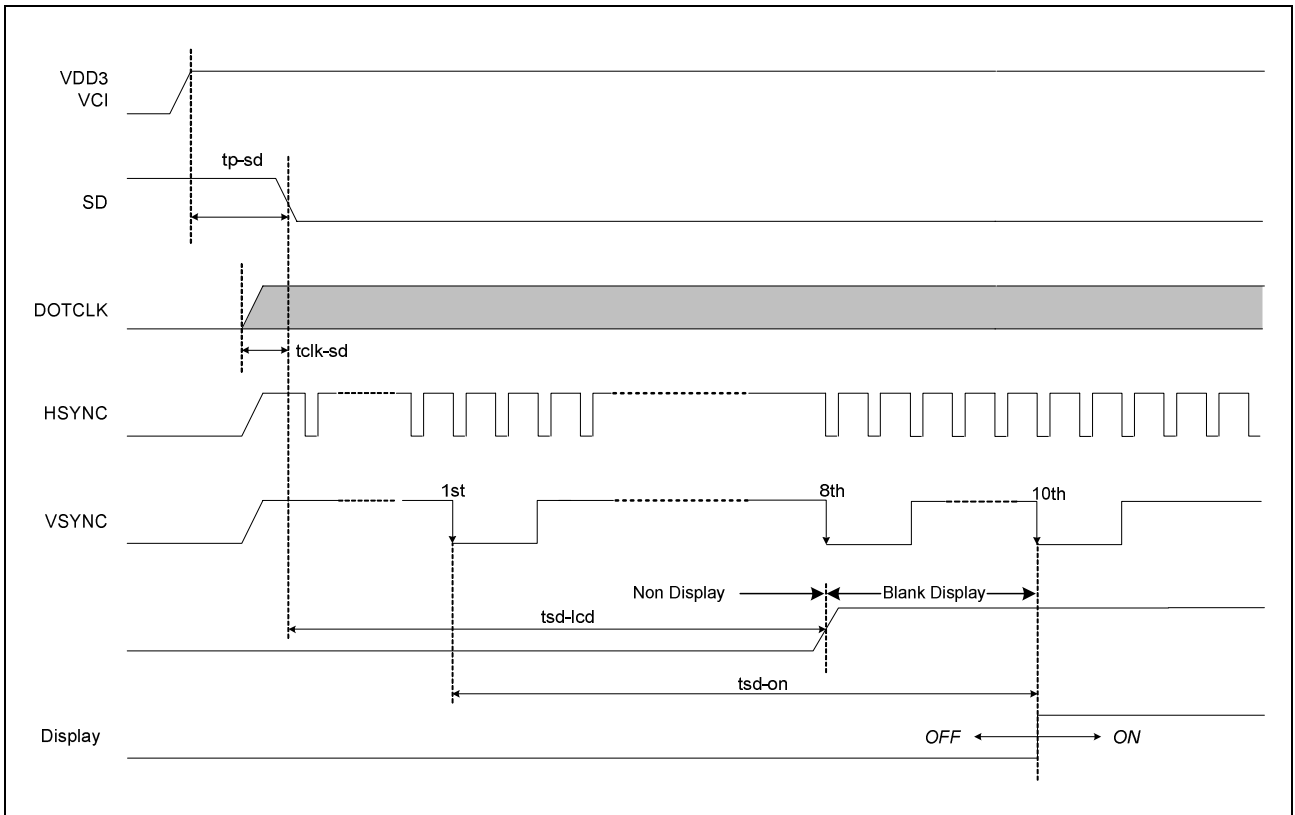 VDD3
VCI
tp-sd
SD
DOTCLK
tclk-sd
HSYNC
1st
8th
10th
VSYNC
Non Display
Blank Display
tsd-lcd
tsd-on
Display
OFF
ON